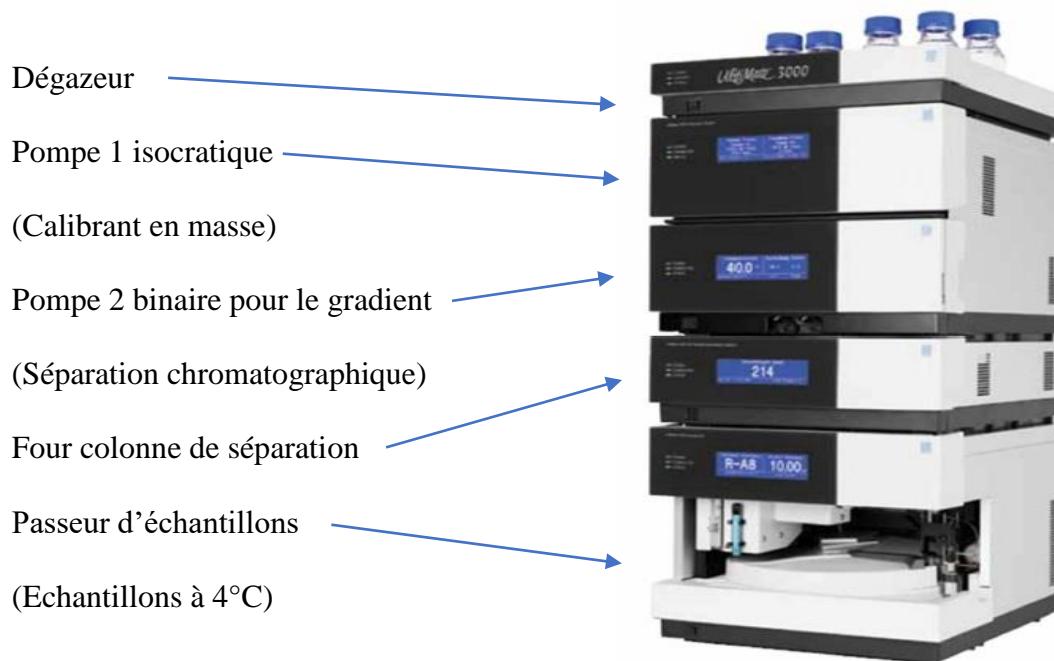 Dégazeur
Pompe 1 isocratique
(Calibrant en masse)
Pompe 2 binaire pour le gradient
(Séparation chromatographique)
Four colonne de séparation
Passeur d’échantillons
(Echantillons à 4°C)
UltiMate 3000
40.0
214
R-A8 10.00